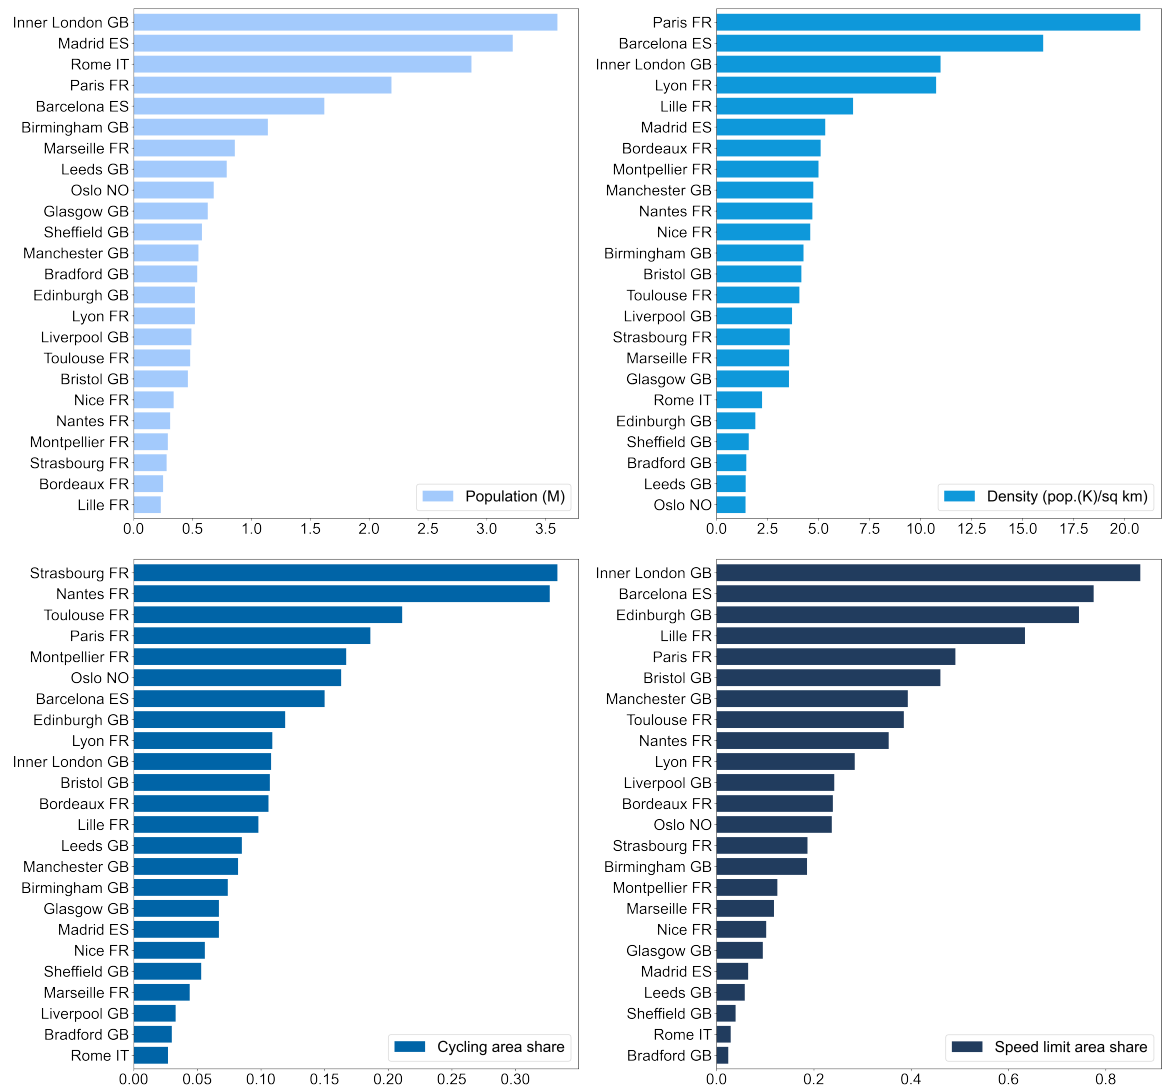 Inner London GB
Madrid ES
Rome IT
Paris FR
Barcelona ES
Birmingham GB
Marseille FR
Leeds GB
Oslo NO
Glasgow GB
Sheffield GB
Manchester GB
Bradford GB
Edinburgh GB
Lyon FR
Liverpool GB
Toulouse FR
Bristol GB
Nice FR
Nantes FR
Montpellier FR
Strasbourg FR
Bordeaux FR
Lille FR
Population (M)
0.0 0.5 1.0 1.5 2.0 2.5 3.0 3.5
Paris FR
Barcelona ES
Inner London GB
Lyon FR
Lille FR
Madrid ES
Bordeaux FR
Montpellier FR
Manchester GB
Nantes FR
Nice FR
Birmingham GB
Bristol GB
Toulouse FR
Liverpool GB
Strasbourg FR
Marseille FR
Glasgow GB
Rome IT
Edinburgh GB
Sheffield GB
Bradford GB
Leeds GB
Oslo NO
Density (pop.(K)/sq km)
0.0 2.5 5.0 7.5 10.0 12.5 15.0 17.5 20.0
Strasbourg FR
Nantes FR
Toulouse FR
Paris FR
Montpellier FR
Oslo NO
Barcelona ES
Edinburgh GB
Lyon FR
Inner London GB
Bristol GB
Bordeaux FR
Lille FR
Leeds GB
Manchester GB
Birmingham GB
Glasgow GB
Madrid ES
Nice FR
Sheffield GB
Marseille FR
Liverpool GB
Bradford GB
Rome IT
Cycling area share
0.00 0.05 0.10 0.15 0.20 0.25 0.30
Inner London GB
Barcelona ES
Edinburgh GB
Lille FR
Paris FR
Bristol GB
Manchester GB
Toulouse FR
Nantes FR
Lyon FR
Liverpool GB
Bordeaux FR
Oslo NO
Strasbourg FR
Birmingham GB
Montpellier FR
Marseille FR
Nice FR
Glasgow GB
Madrid ES
Leeds GB
Sheffield GB
Rome IT
Bradford GB
Speed limit area share
0.0 0.2 0.4 0.6 0.8